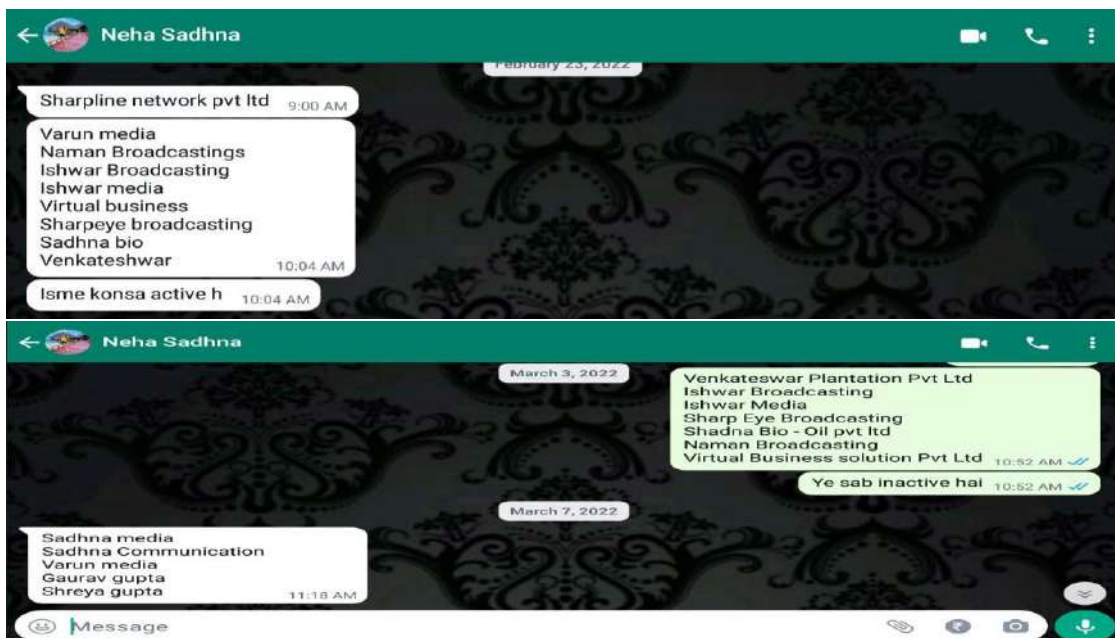 Neha Sadhna
February 23, 2022
Sharpline network pvt ltd 9:00 AM
Varun media
Naman Broadcastings
Ishwar Broadcasting
Ishwar media
Virtual business
Sharpeye broadcasting
Sadhna bio
Venkateshwar 10:04 AM
Isme konsa active h 10:04 AM
Neha Sadhna
March 3, 2022
Venkateswar Plantation Pvt Ltd
Ishwar Broadcasting
Ishwar Media
Sharp Eye Broadcasting
Shadna Bio - Oil pvt ltd
Naman Broadcasting
Virtual Business solution Pvt Ltd 10:52 AM
Ye sab inactive hai 10:52 AM
March 7, 2022
Sadhna media
Sadhna Communication
Varun media
Gaurav gupta
Shreya gupta 11:18 AM
Message